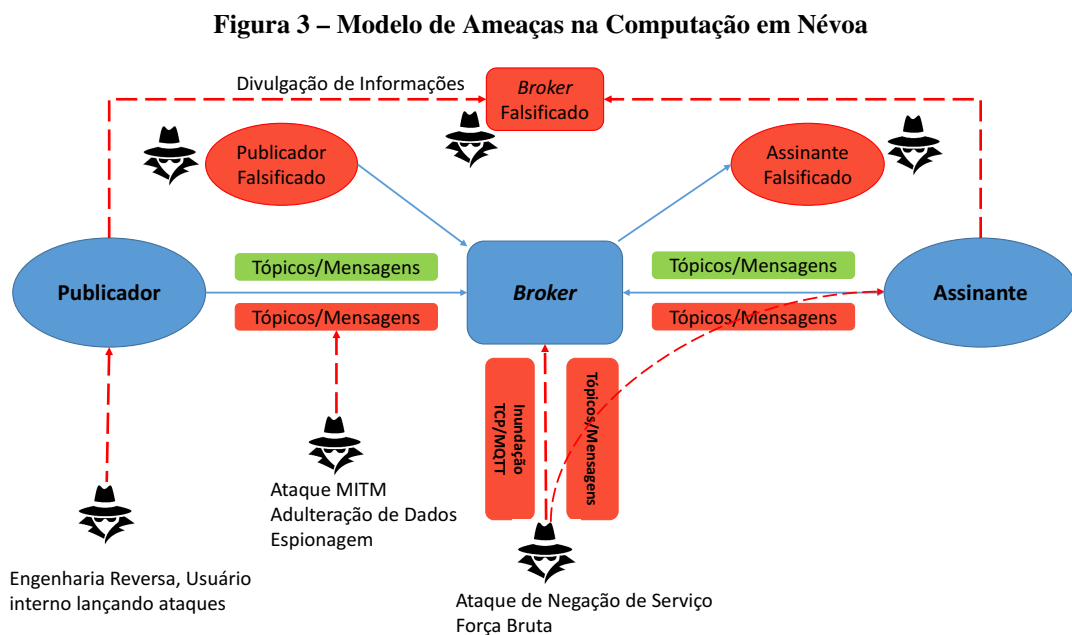 Figura 3 – Modelo de Ameaças na Computação em Névoa
Divulgação de Informações
Broker
Falsificado
Publicador
Falsificado
Assinante
Falsificado
Tópicos/Mensagens
Tópicos/Mensagens
Publicador
Broker
Assinante
Tópicos/Mensagens
Tópicos/Mensagens
Inundação
TCP/MQTT
Tópicos/Mensagens
Ataque MITM
Adulteração de Dados
Espionagem
Engenharia Reversa, Usuário
interno lançando ataques
Ataque de Negação de Serviço
Força Bruta